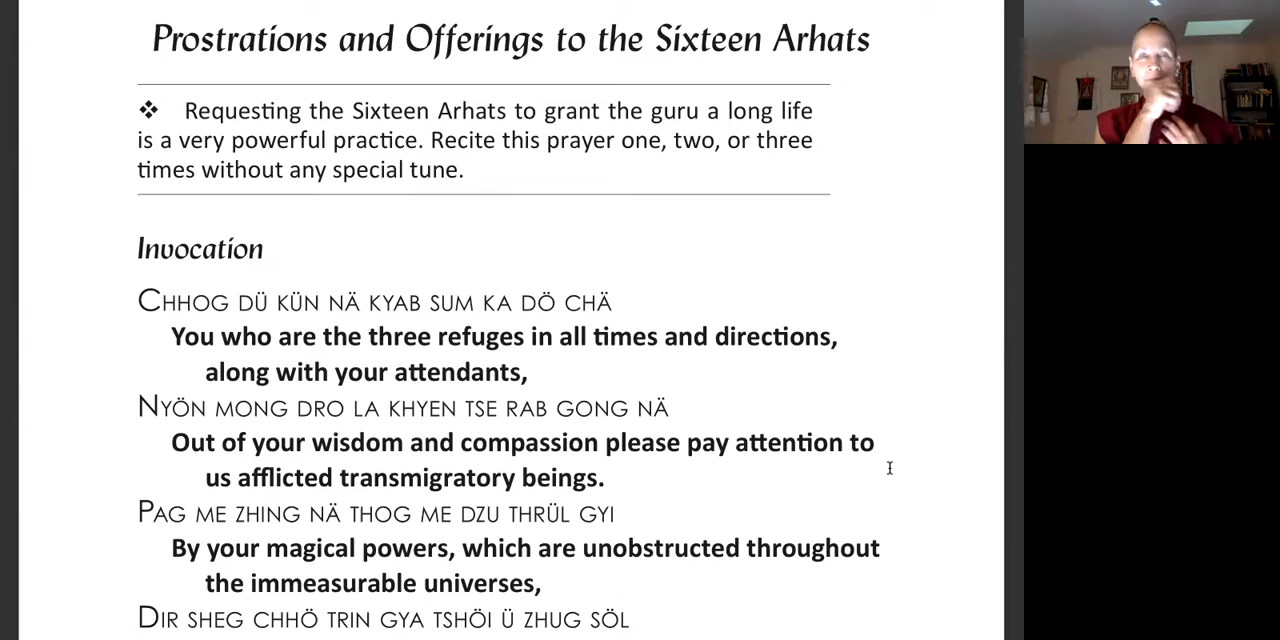 Prostrations and Offerings to the Sixteen Arhats
❖ Requesting the Sixteen Arhats to grant the guru a long life
is a very powerful practice. Recite this prayer one, two, or three
times without any special tune.
Invocation
CHHOG DÜ KÜN NÄ KYAB SUM KA DÖ CHÄ
You who are the three refuges in all times and directions,
along with your attendants,
NYÖN MONG DRO LA KHYEN TSE RAB GONG NÄ
Out of your wisdom and compassion please pay attention to
us afflicted transmigratory beings.
PAG ME ZHING NÄ THOG ME DZU THRÜL GYI
By your magical powers, which are unobstructed throughout
the immeasurable universes,
DIR SHEG CHHÖ TRIN GYA TSHÖI Ü ZHUG SÖL